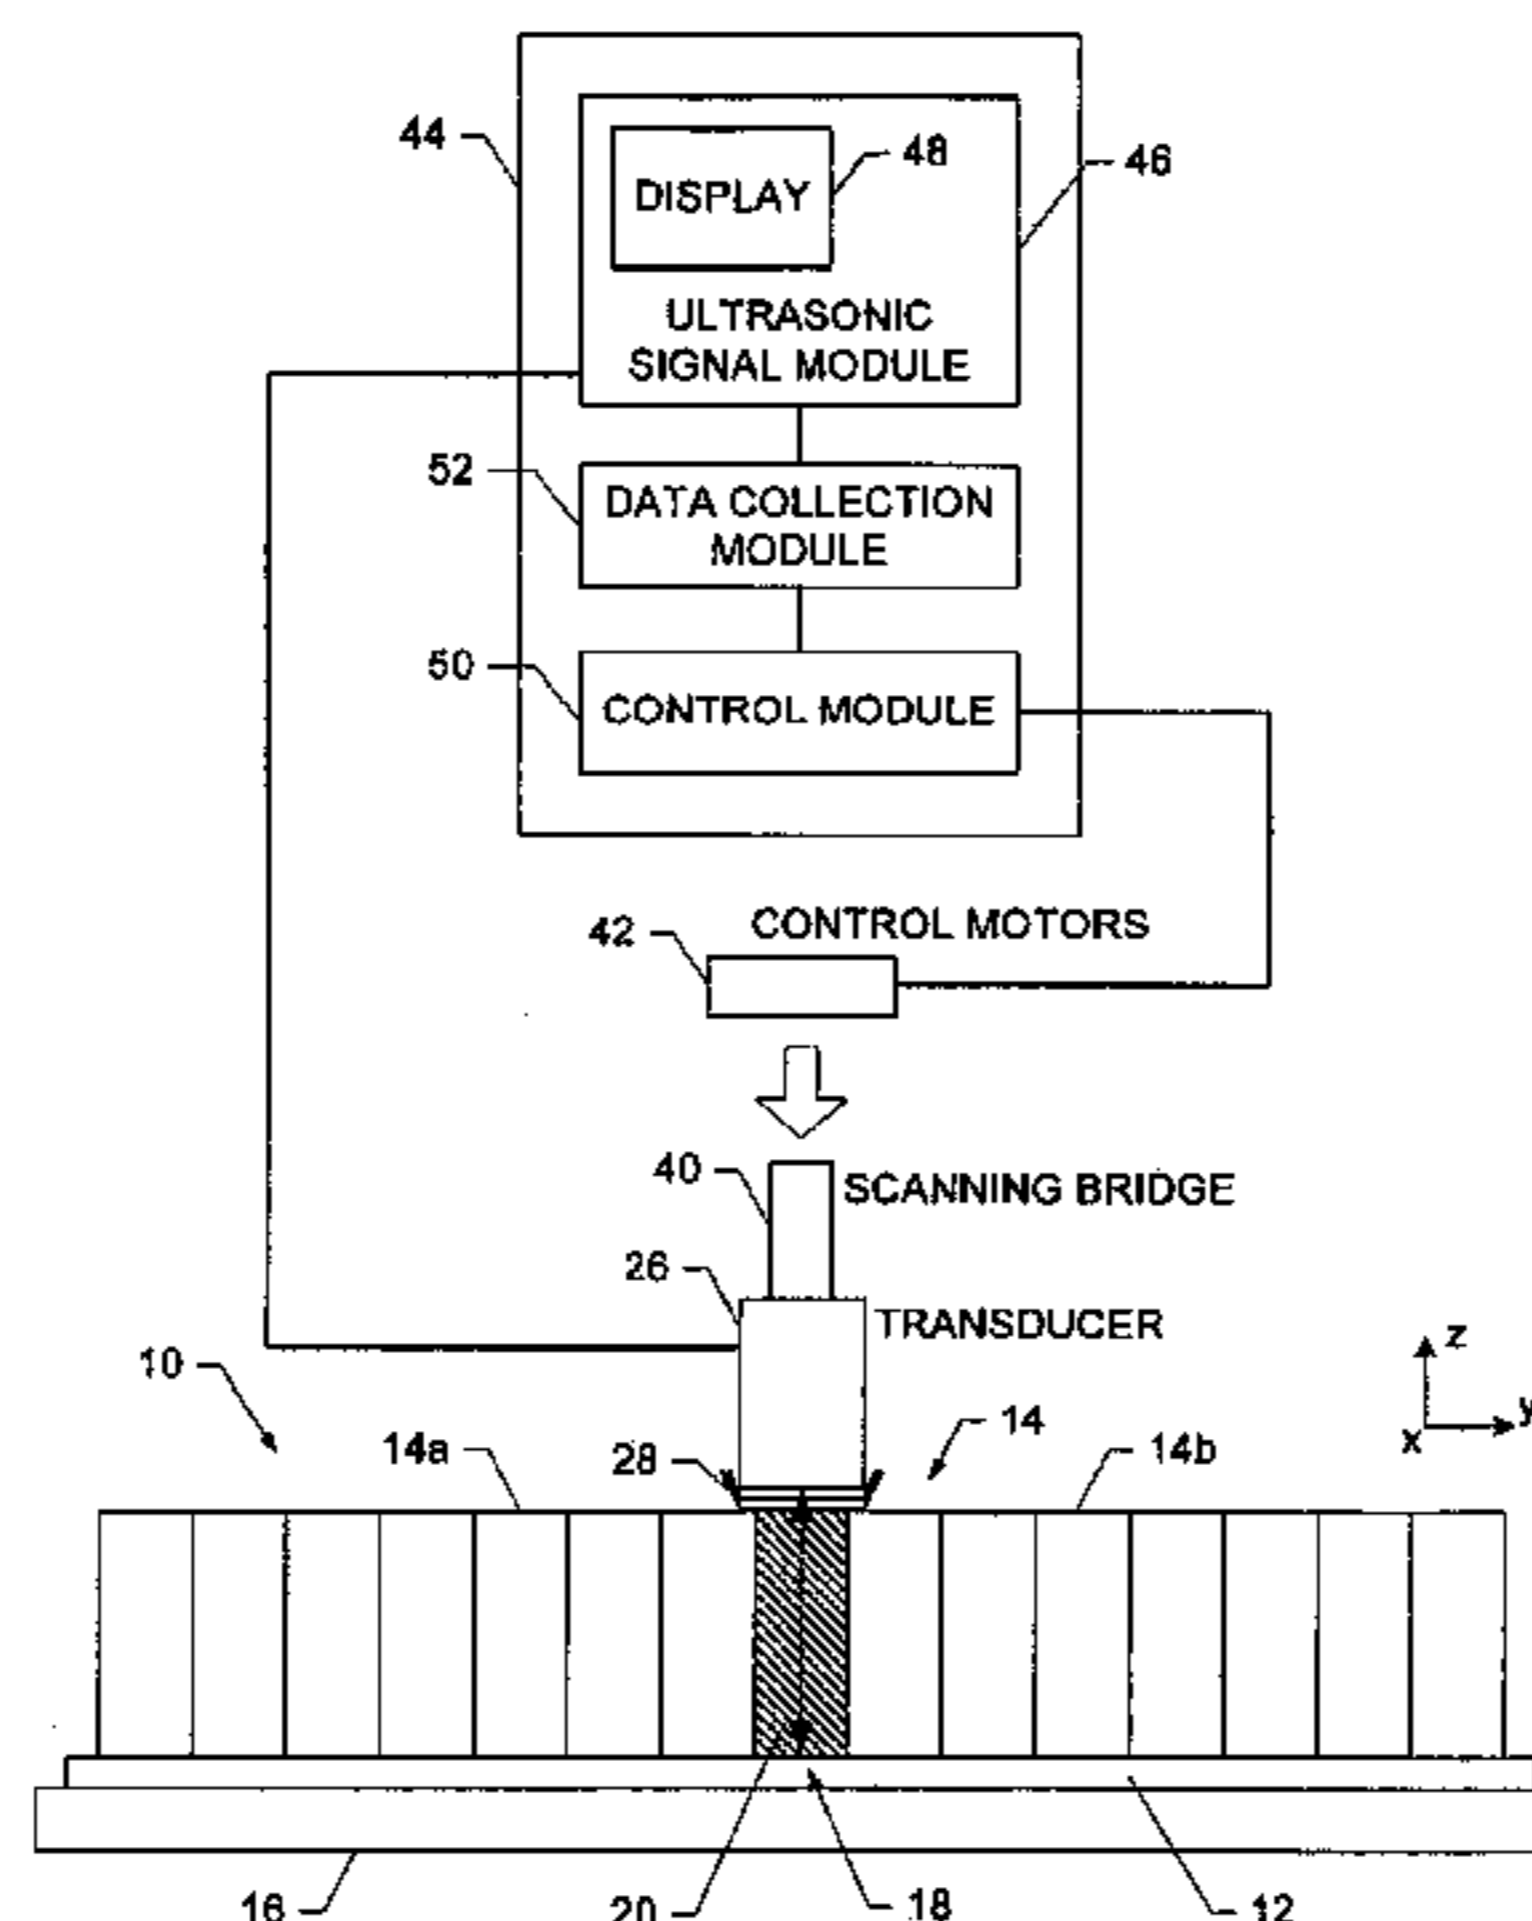 44
48
46
DISPLAY
ULTRASONIC
SIGNAL MODULE
52
DATA COLLECTION
MODULE
50
CONTROL MODULE
CONTROL MOTORS
42
40
SCANNING BRIDGE
26
TRANSDUCER
z
10
14
y
14a
28
14b
x
16
20
18
12